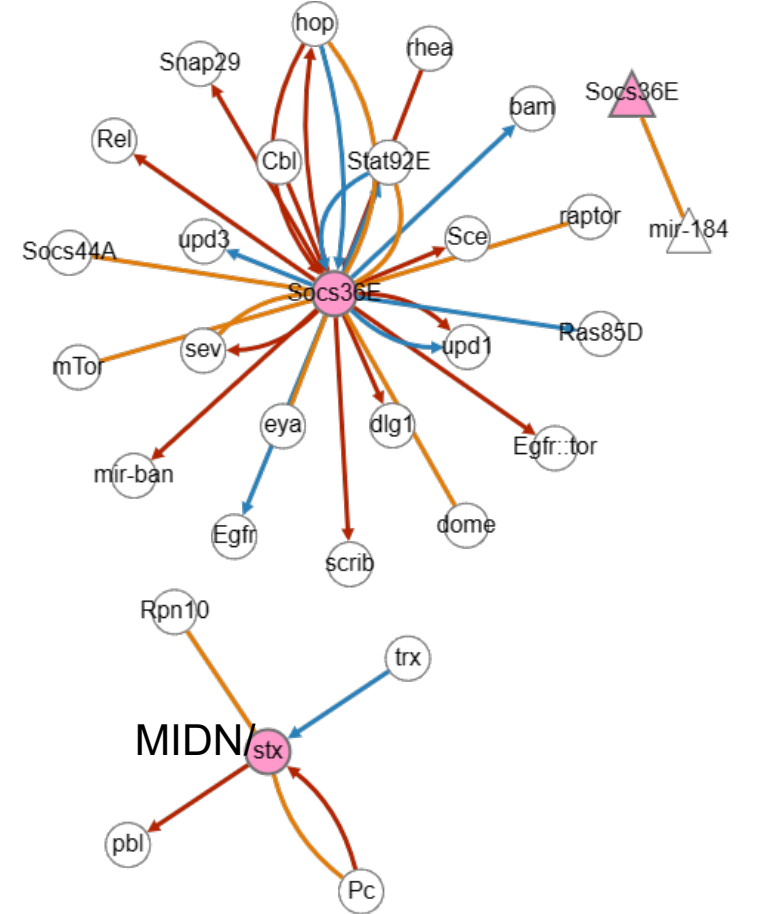 hop
rhea
Snap29
Socs36E
bam
Rel
Cbl
Stat92E
raptor
mir-184
Socs44A
upd3
Sce
Socs36E
Ras85D
mTor
sev
upd1
eya
dlg1
Egfr::tor
mir-ban
Egfr
dome
scrib
Rpn10
trx
MIDN/stx
pbl
Pc